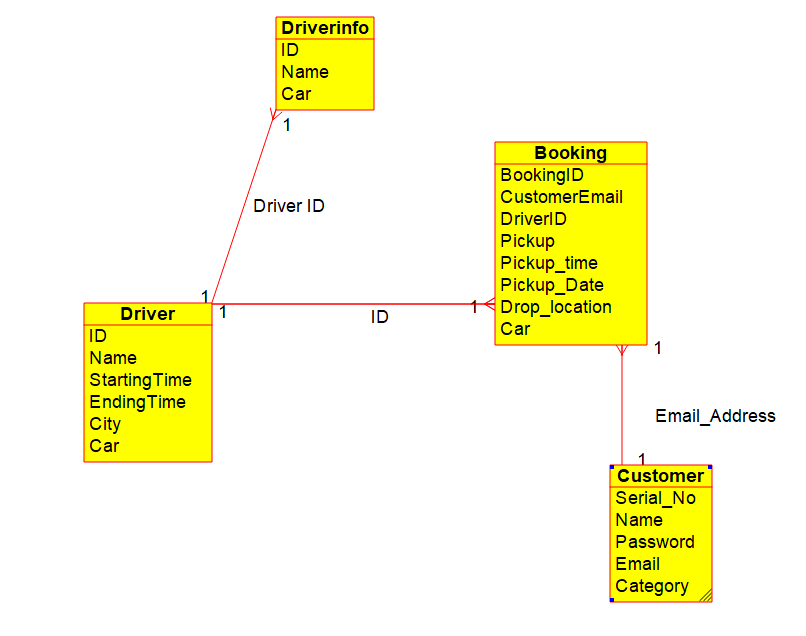 Driverinfo
ID
Name
Car
1
Driver ID
1
Driver
ID
Name
StartingTime
EndingTime
City
Car
1
ID
1
Booking
BookingID
CustomerEmail
DriverID
Pickup
Pickup_time
Pickup_Date
Drop_location
Car
1
Email_Address
1
Customer
Serial_No
Name
Password
Email
Category